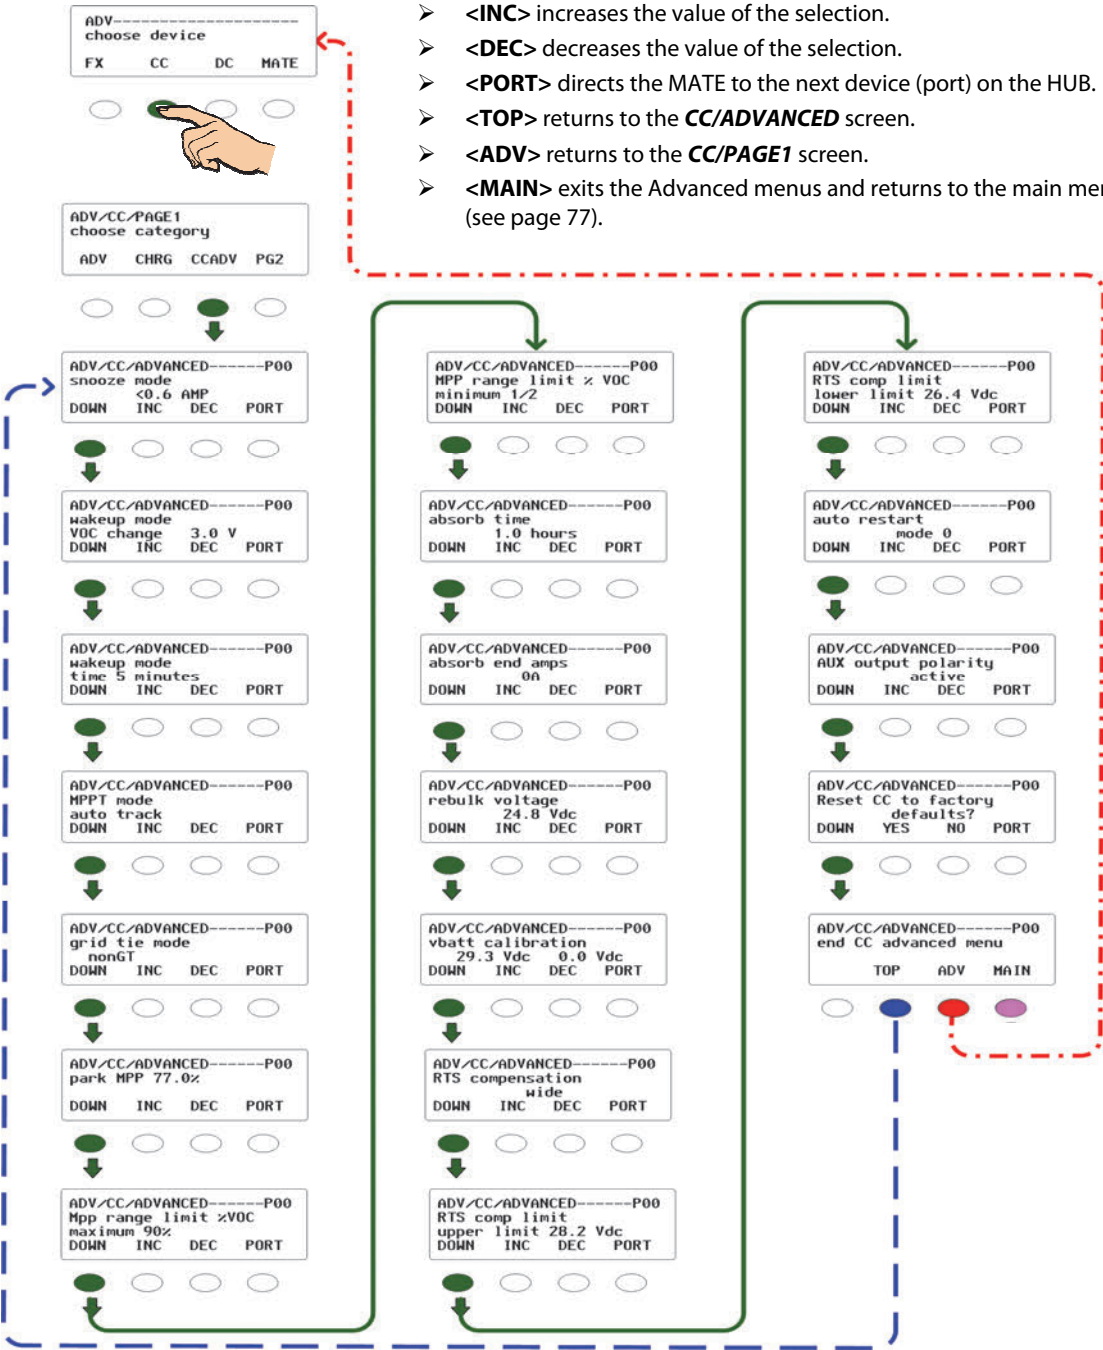 ADV---------------------
choose device
FX CC DC MATE
➢ <INC> increases the value of the selection.
➢ <DEC> decreases the value of the selection.
➢ <PORT> directs the MATE to the next device (port) on the HUB.
➢ <TOP> returns to the CC/ADVANCED screen.
➢ <ADV> returns to the CC/PAGE1 screen.
➢ <MAIN> exits the Advanced menus and returns to the main
(see page 77).
ADV/CC/PAGE1
choose category
ADV CHRG CCADV PG2
ADV/CC/ADVANCED------P00
snooze mode
<0.6 AMP
DOWN INC DEC PORT
ADV/CC/ADVANCED------P00
wakeup mode
VOC change 3.0 V
DOWN INC DEC PORT
ADV/CC/ADVANCED------P00
wakeup mode
time 5 minutes
DOWN INC DEC PORT
ADV/CC/ADVANCED------P00
MPPT mode
auto track
DOWN INC DEC PORT
ADV/CC/ADVANCED------P00
grid tie mode
nonGT
DOWN INC DEC PORT
ADV/CC/ADVANCED------P00
park MPP 77.0%
DOWN INC DEC PORT
ADV/CC/ADVANCED------P00
Mpp range limit %VOC
maximum 90%
DOWN INC DEC PORT
ADV/CC/ADVANCED------P00
MPP range limit % VOC
minimum 1/2
DOWN INC DEC PORT
ADV/CC/ADVANCED------P00
absorb time
1.0 hours
DOWN INC DEC PORT
ADV/CC/ADVANCED------P00
absorb end amps
0A
DOWN INC DEC PORT
ADV/CC/ADVANCED------P00
rebulk voltage
24.8 Vdc
DOWN INC DEC PORT
ADV/CC/ADVANCED------P00
vbatt calibration
29.3 Vdc 0.0 Vdc
DOWN INC DEC PORT
ADV/CC/ADVANCED------P00
RTS compensation
wide
DOWN INC DEC PORT
ADV/CC/ADVANCED------P00
RTS comp limit
upper limit 28.2 Vdc
DOWN INC DEC PORT
ADV/CC/ADVANCED------P00
RTS comp limit
lower limit 26.4 Vdc
DOWN INC DEC PORT
ADV/CC/ADVANCED------P00
auto restart
mode 0
DOWN INC DEC PORT
ADV/CC/ADVANCED------P00
AUX output polarity
active
DOWN INC DEC PORT
ADV/CC/ADVANCED------P00
Reset CC to factory
defaults?
DOWN YES NO PORT
ADV/CC/ADVANCED------P00
end CC advanced menu
TOP ADV MAIN